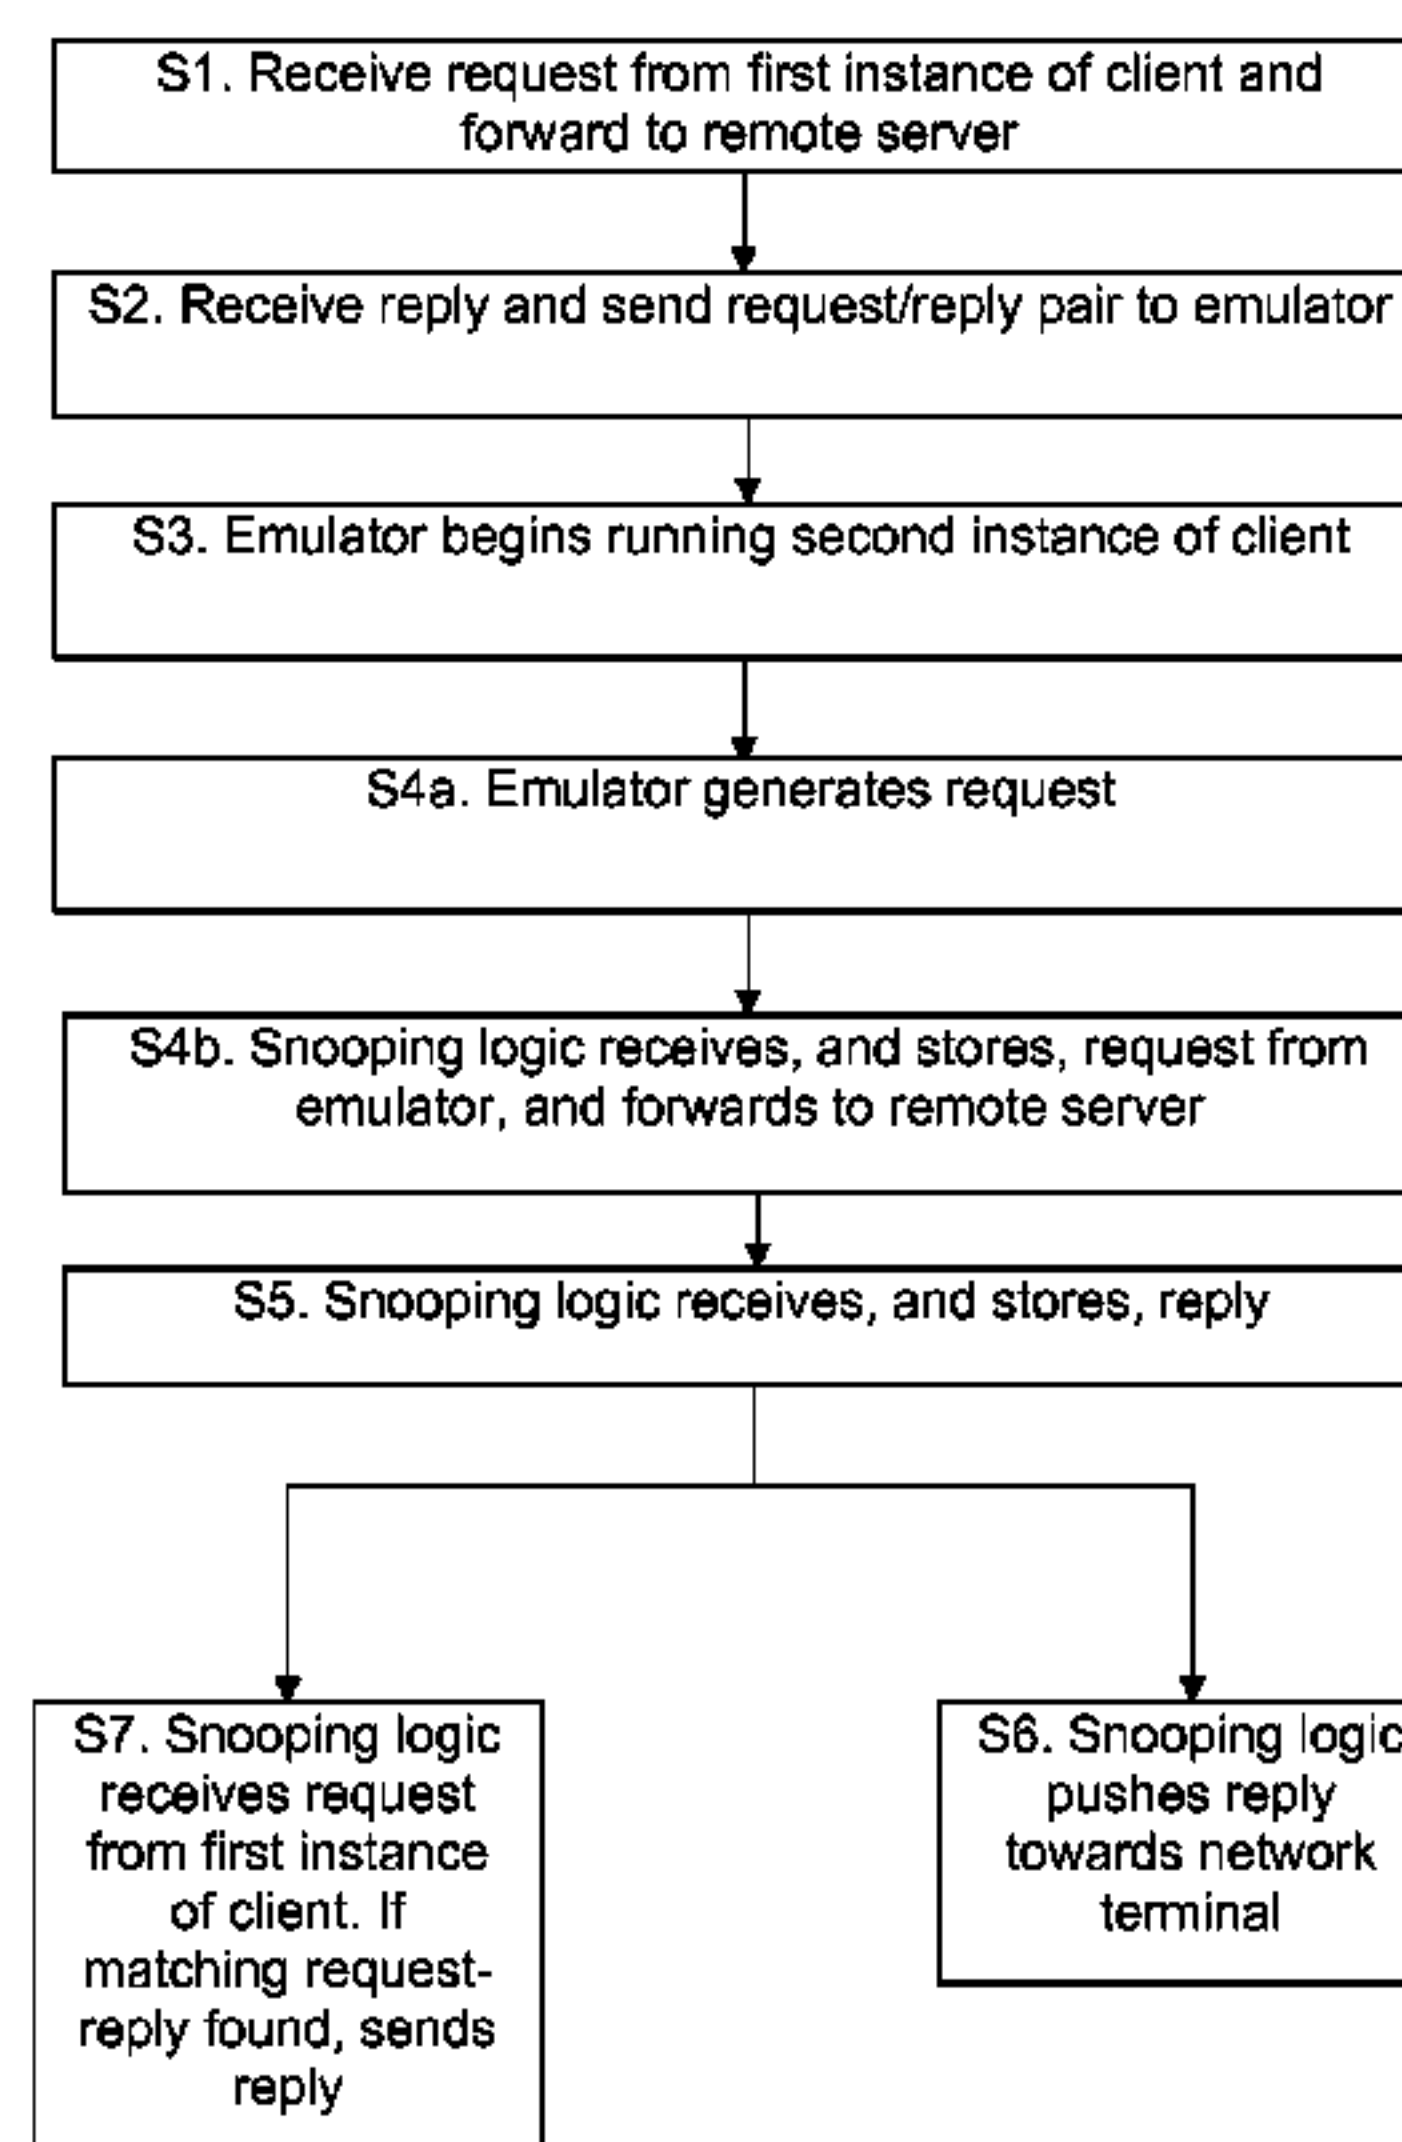 S1. Receive request from first instance of client and
forward to remote server
S2. Receive reply and send request/reply pair to emulator
S3. Emulator begins running second instance of client
S4a. Emulator generates request
S4b. Snooping logic receives, and stores, request from
emulator, and forwards to remote server
S5. Snooping logic receives, and stores, reply
S7. Snooping logic
receives request
from first instance
of client. If
matching request-
reply found, sends
reply
S6. Snooping logic
pushes reply
towards network
terminal